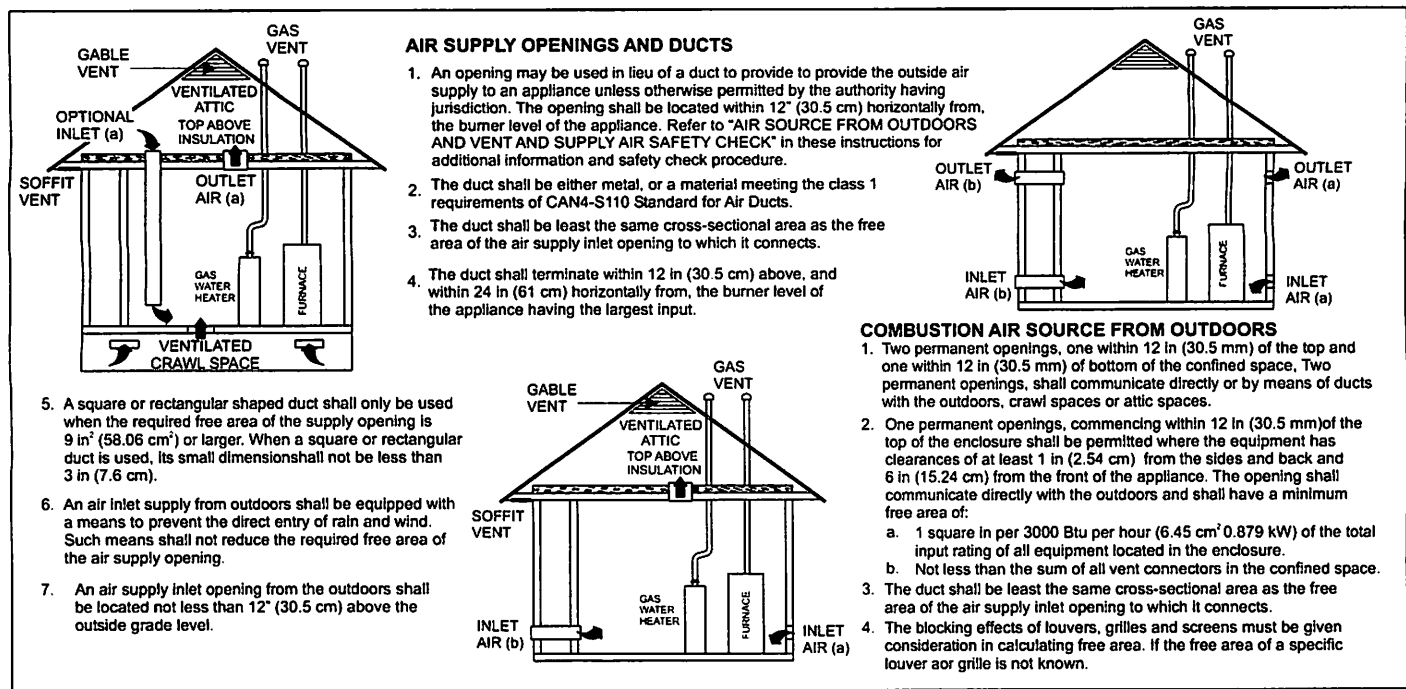 GABLE
VENT
GAS
VENT
VENTILATED
ATTIC
TOP ABOVE
INSULATION
OPTIONAL
INLET (a)
SOFFIT
VENT
OUTLET
AIR (a)
GAS
WATER
HEATER
FURNACE
VENTILATED
CRAWL SPACE
AIR SUPPLY OPENINGS AND DUCTS
1. An opening may be used in lieu of a duct to provide to provide the outside air
supply to an appliance unless otherwise permitted by the authority having
jurisdiction. The opening shall be located within 12" (30.5 cm) horizontally from,
the burner level of the appliance. Refer to "AIR SOURCE FROM OUTDOORS
AND VENT AND SUPPLY AIR SAFETY CHECK" in these instructions for
additional information and safety check procedure.
2. The duct shall be either metal, or a material meeting the class 1
requirements of CAN4-S110 Standard for Air Ducts.
3. The duct shall be least the same cross-sectional area as the free
area of the air supply inlet opening to which it connects.
4. The duct shall terminate within 12 in (30.5 cm) above, and
within 24 in (61 cm) horizontally from, the burner level of
the appliance having the largest input.
GAS
VENT
OUTLET
AIR (b)
OUTLET
AIR (a)
GAS
WATER
HEATER
FURNACE
INLET
AIR (b)
INLET
AIR (a)
5. A square or rectangular shaped duct shall only be used
when the required free area of the supply opening is
9 in² (58.06 cm²) or larger. When a square or rectangular
duct is used, its small dimensionshall not be less than
3 in (7.6 cm).
6. An air inlet supply from outdoors shall be equipped with
a means to prevent the direct entry of rain and wind.
Such means shall not reduce the required free area of
the air supply opening.
7. An air supply inlet opening from the outdoors shall
be located not less than 12" (30.5 cm) above the
outside grade level.
GABLE
VENT
GAS
VENT
VENTILATED
ATTIC
TOP ABOVE
INSULATION
SOFFIT
VENT
GAS
WATER
HEATER
FURNACE
INLET
AIR (b)
INLET
AIR (a)
COMBUSTION AIR SOURCE FROM OUTDOORS
1. Two permanent openings, one within 12 in (30.5 mm) of the top and
one within 12 in (30.5 mm) of bottom of the confined space, Two
permanent openings, shall communicate directly or by means of ducts
with the outdoors, crawl spaces or attic spaces.
2. One permanent openings, commencing within 12 in (30.5 mm)of the
top of the enclosure shall be permitted where the equipment has
clearances of at least 1 in (2.54 cm) from the sides and back and
6 in (15.24 cm) from the front of the appliance. The opening shall
communicate directly with the outdoors and shall have a minimum
free area of:
a. 1 square in per 3000 Btu per hour (6.45 cm² 0.879 kW) of the total
input rating of all equipment located in the enclosure.
b. Not less than the sum of all vent connectors in the confined space.
3. The duct shall be least the same cross-sectional area as the free
area of the air supply inlet opening to which it connects.
4. The blocking effects of louvers, grilles and screens must be given
consideration in calculating free area. If the free area of a specific
louver aor grille is not known.